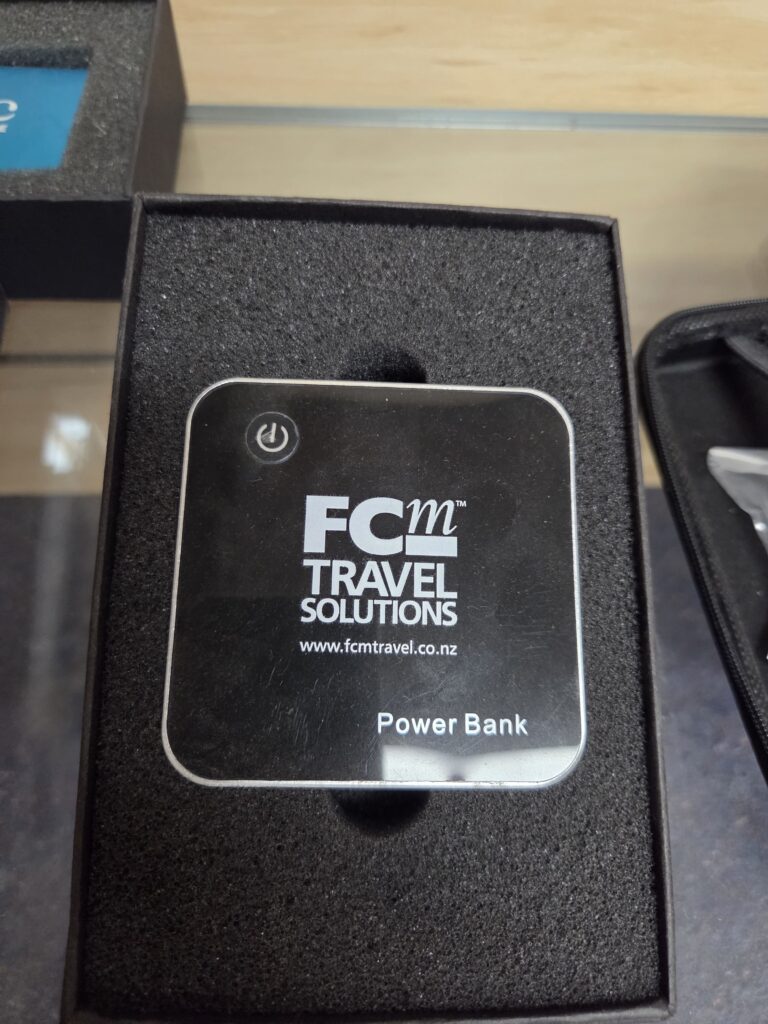 FCm™
TRAVEL
SOLUTIONS
www.fcmtravel.co.nz
Power Bank